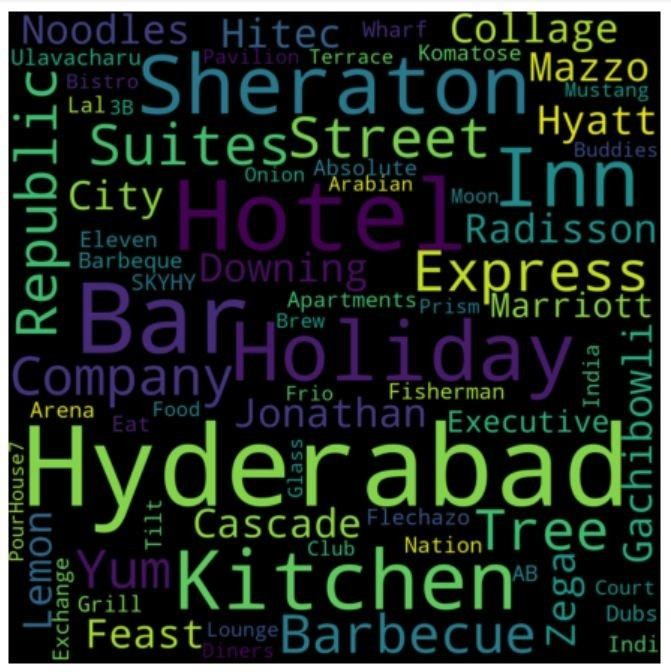 Noodles
Hitec
Wharf
Collage
Ulavacharu
Pavilion
Terrace
Komatose
Mazzo
Bistro
Sheraton
Mustang
Lal
3B
Hyatt
Republic
Suites
Street
Buddies
Onion
Absolute
Inn
City
Arabian
Hotel
Moon
Radisson
Eleven
Barbeque
Downing
SKYHY
Express
Bar
Apartments
Prism
Marriott
Brew
Holiday
Company
India
Gachibowli
Frio
Fisherman
Arena
Eat
Food
Jonathan
Executive
Hyderabad
Glass
PourHouse7
Tilt
Cascade
Flechazo
Tree
Lemon
Club
Nation
Yum
Kitchen
AB
Zega
Court
Exchange
Grill
Dubs
Feast
Lounge
Barbecue
Diners
Indi